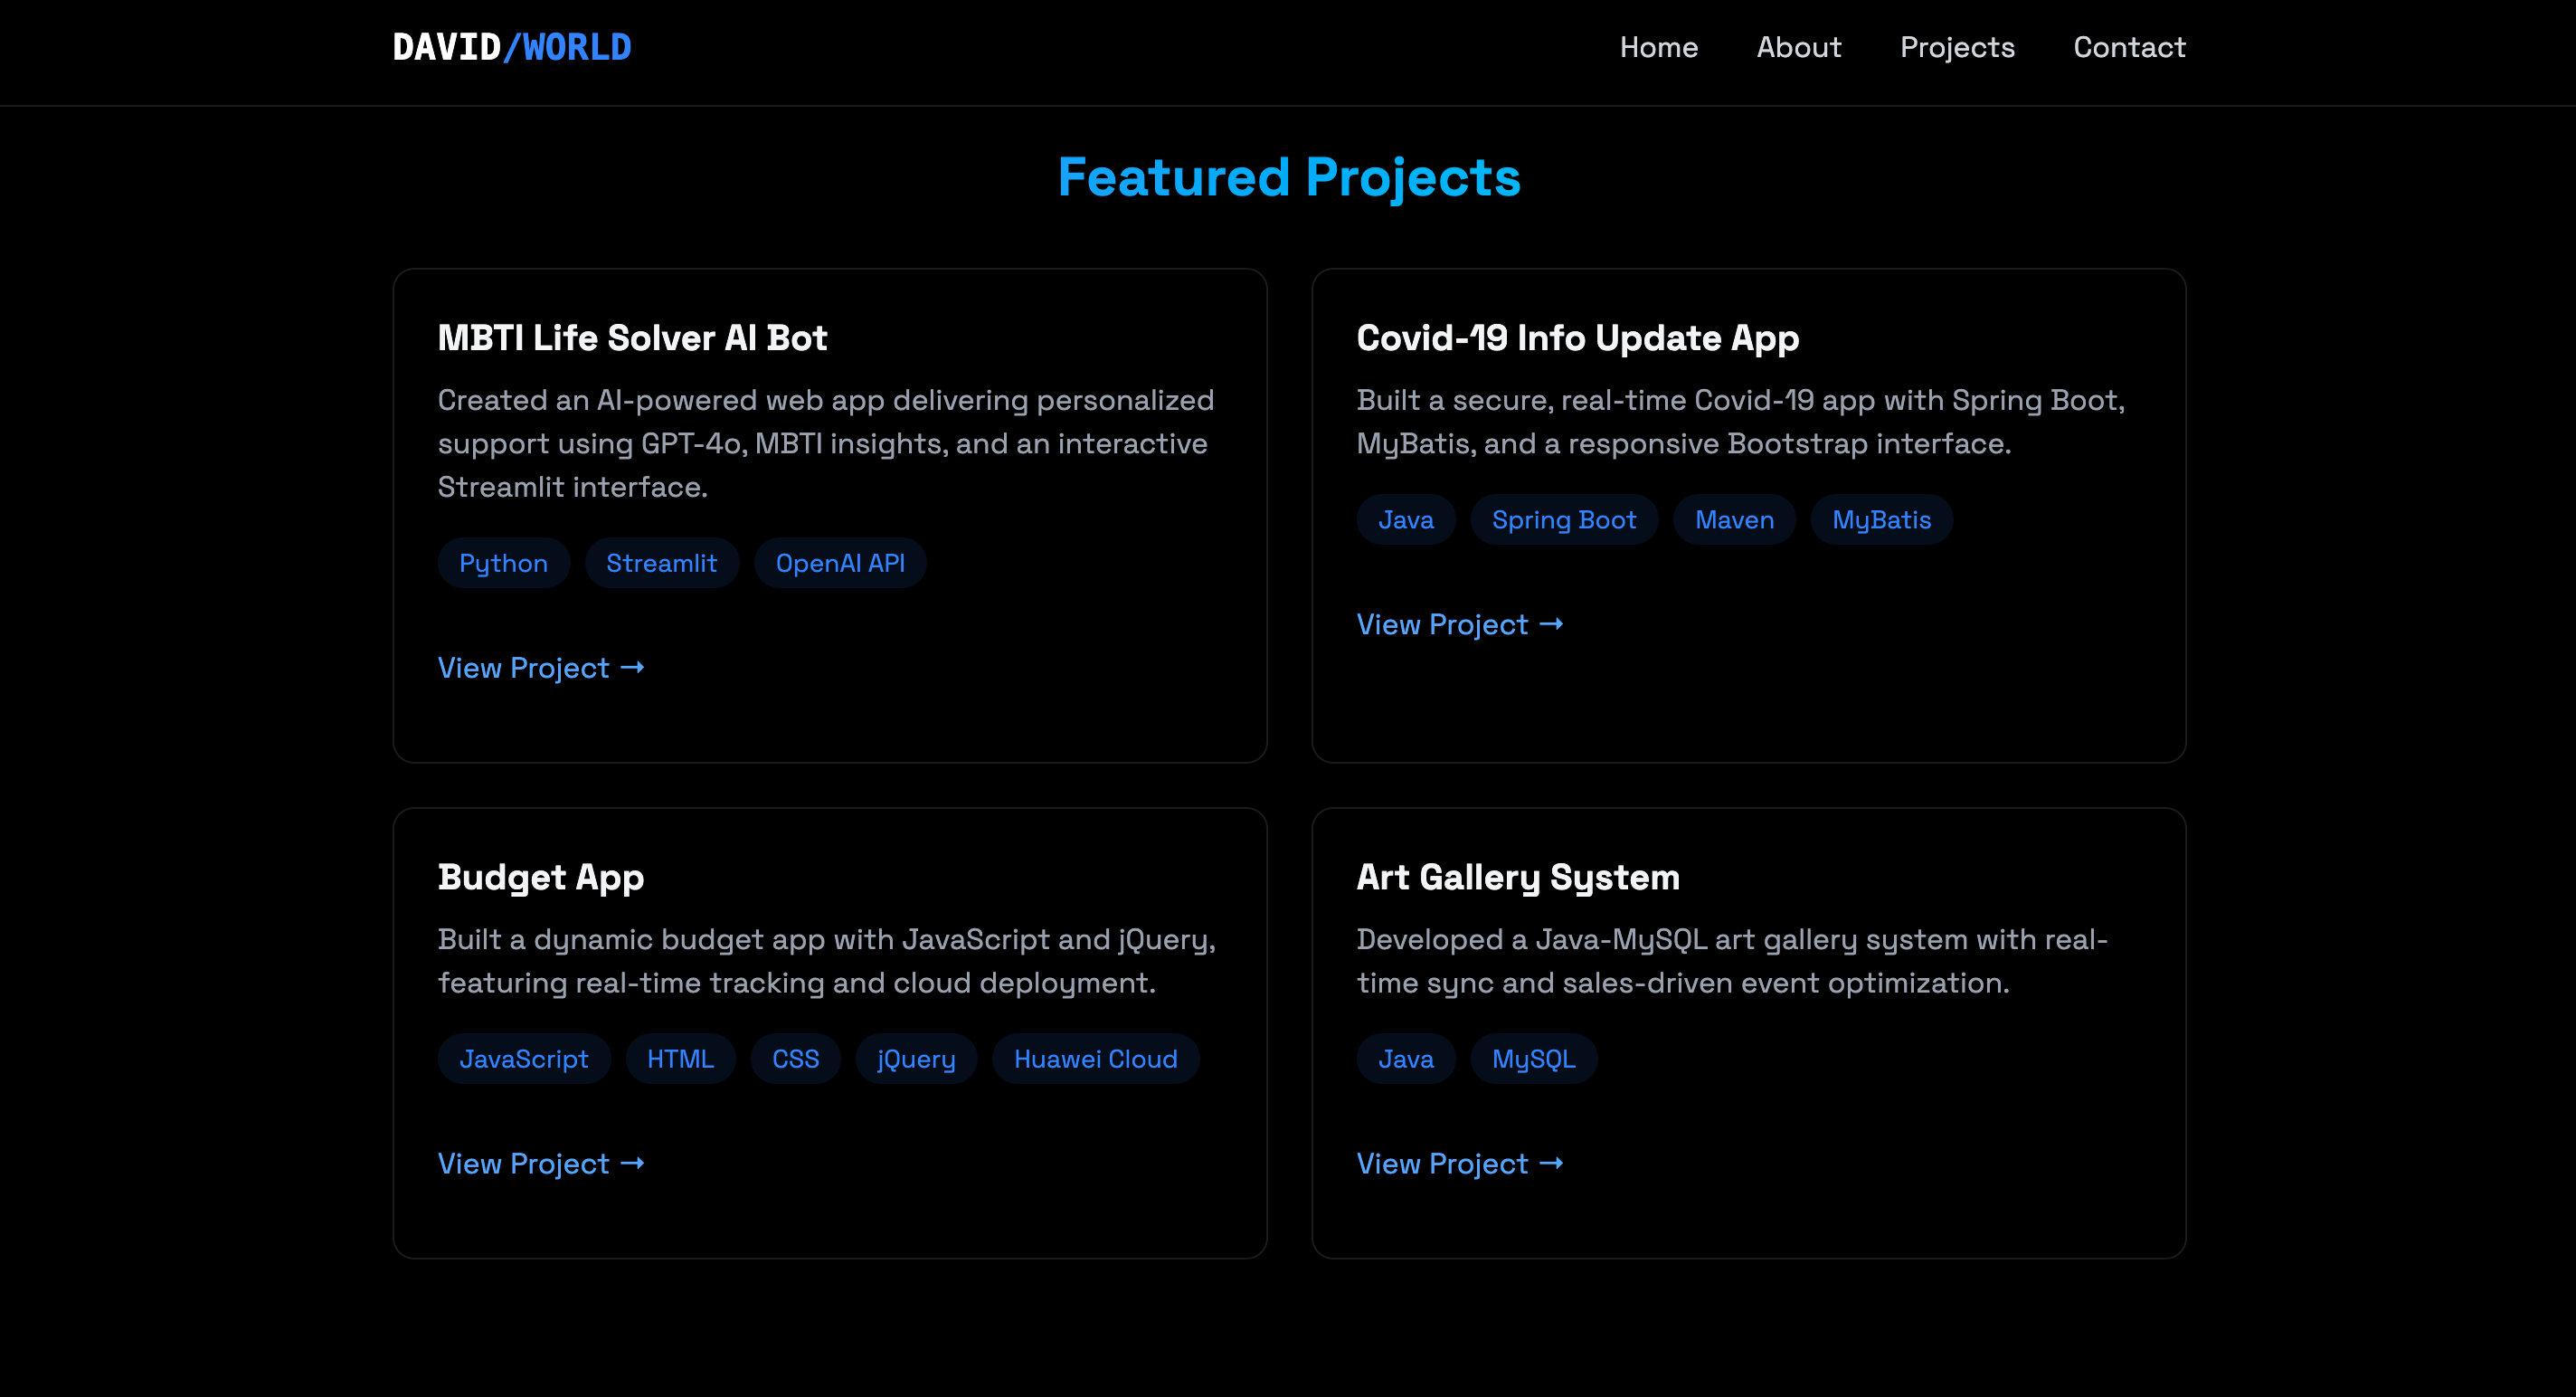 DAVID/WORLD
Home About Projects Contact
Featured Projects
MBTI Life Solver AI Bot
Created an AI-powered web app delivering personalized
support using GPT-4o, MBTI insights, and an interactive
Streamlit interface.
Python Streamlit OpenAI API
View Project →
Covid-19 Info Update App
Built a secure, real-time Covid-19 app with Spring Boot,
MyBatis, and a responsive Bootstrap interface.
Java Spring Boot Maven MyBatis
View Project →
Budget App
Built a dynamic budget app with JavaScript and jQuery,
featuring real-time tracking and cloud deployment.
JavaScript HTML CSS jQuery Huawei Cloud
View Project →
Art Gallery System
Developed a Java-MySQL art gallery system with real-
time sync and sales-driven event optimization.
Java MySQL
View Project →